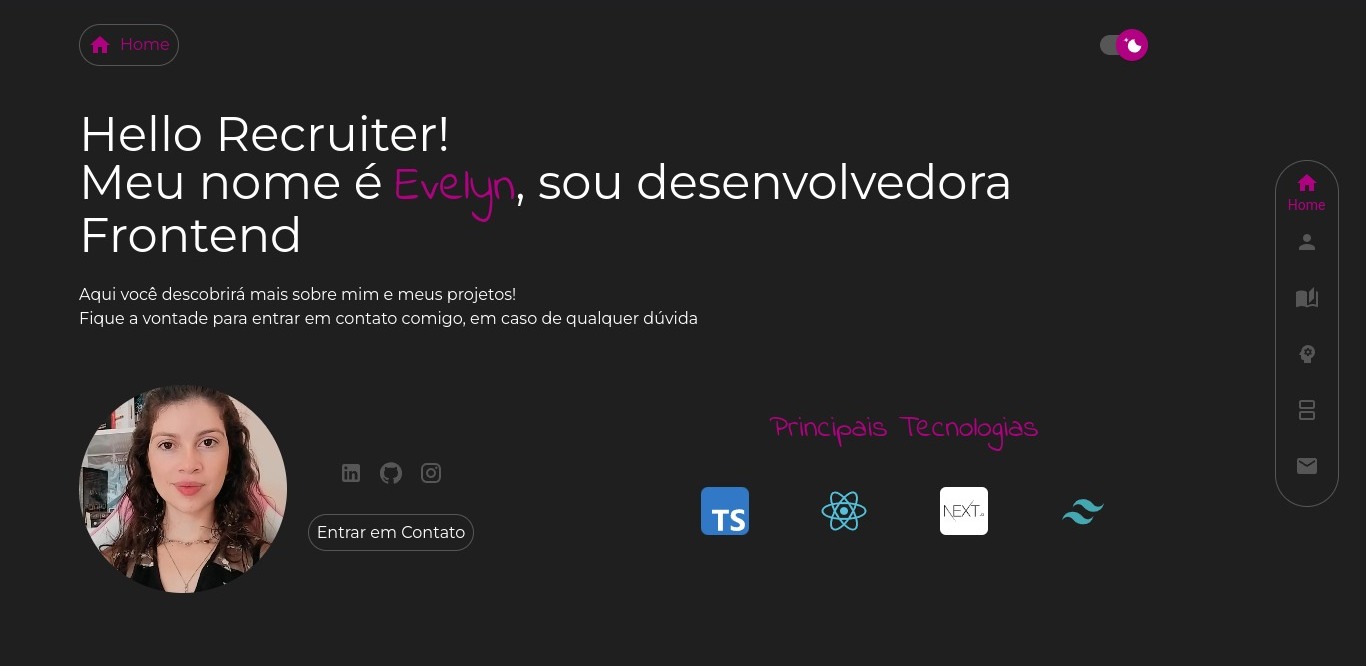 Home
Hello Recruiter!
Meu nome é Evelyn, sou desenvolvedora
Frontend
Home
Aqui você descobrirá mais sobre mim e meus projetos!
Fique a vontade para entrar em contato comigo, em caso de qualquer dúvida
Principais Tecnologias
in
TS
NEXT
Entrar em Contato